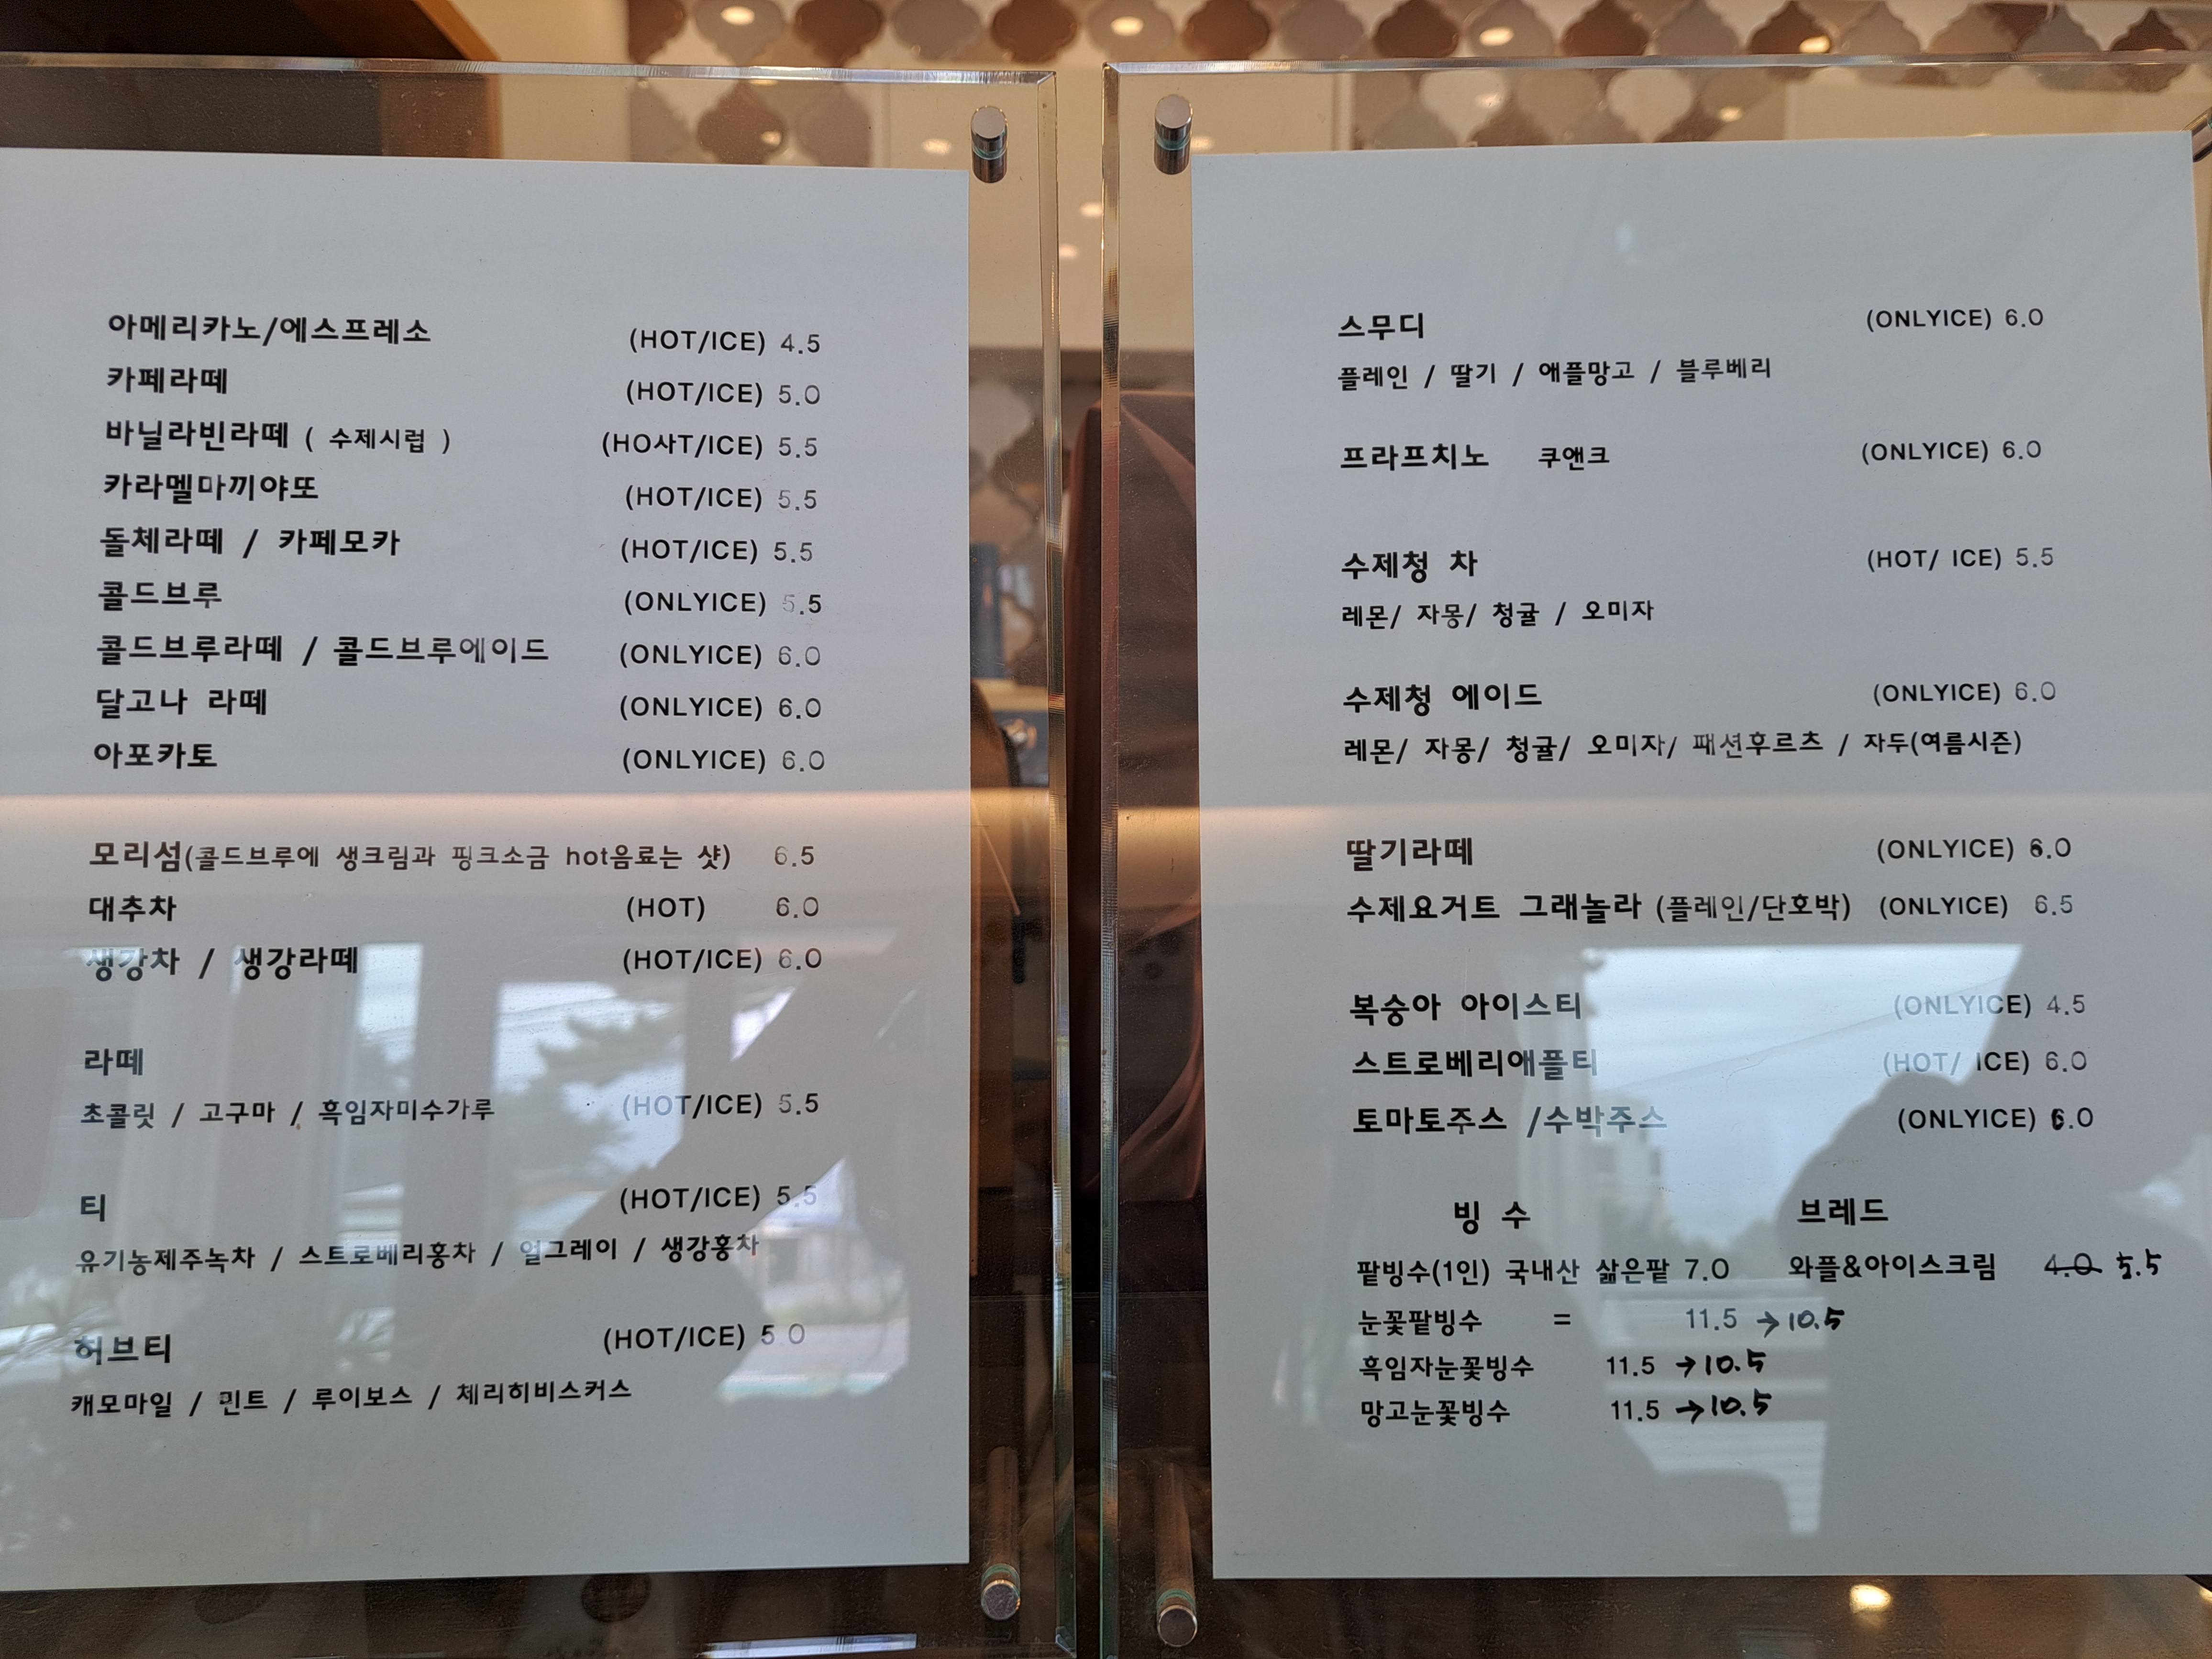 아메리카노/에스프레소 (HOT/ICE) 4.5
카페라떼 (HOT/ICE) 5.0
바닐라빈라떼 ( 수제시럽 ) (HO사T/ICE) 5.5
카라멜마끼야또 (HOT/ICE) 5.5
돌체라떼 / 카페모카 (HOT/ICE) 5.5
콜드브루 (ONLYICE) 5.5
콜드브루라떼 / 콜드브루에이드 (ONLYICE) 6.0
달고나 라떼 (ONLYICE) 6.0
아포카토 (ONLYICE) 6.0
모리섬(콜드브루에 생크림과 핑크소금 hot음료는 샷) 6.5
대추차 (HOT) 6.0
생강차 / 생강라떼 (HOT/ICE) 6.0
라떼
초콜릿 / 고구마 / 흑임자미수가루 (HOT/ICE) 5.5
티 (HOT/ICE) 5.5
유기농제주녹차 / 스트로베리홍차 / 얼그레이 / 생강홍차
허브티 (HOT/ICE) 5.0
캐모마일 / 민트 / 루이보스 / 체리히비스커스
스무디 (ONLYICE) 6.0
플레인 / 딸기 / 애플망고 / 블루베리
프라프치노 쿠앤크 (ONLYICE) 6.0
수제청 차 (HOT/ ICE) 5.5
레몬/ 자몽/ 청귤 / 오미자
수제청 에이드 (ONLYICE) 6.0
레몬/ 자몽/ 청귤/ 오미자/ 패션후르츠 / 자두(여름시즌)
딸기라떼 (ONLYICE) 6.0
수제요거트 그래놀라 (플레인/단호박) (ONLYICE) 6.5
복숭아 아이스티 (ONLYICE) 4.5
스트로베리애플티 (HOT/ ICE) 6.0
토마토주스 /수박주스 (ONLYICE) 6.0
빙 수 브레드
팥빙수(1인) 국내산 삶은팥 7.0 와플&아이스크림 4.0 5.5
눈꽃팥빙수 = 11.5 →10.5
흑임자눈꽃빙수 11.5 →10.5
망고눈꽃빙수 11.5 →10.5